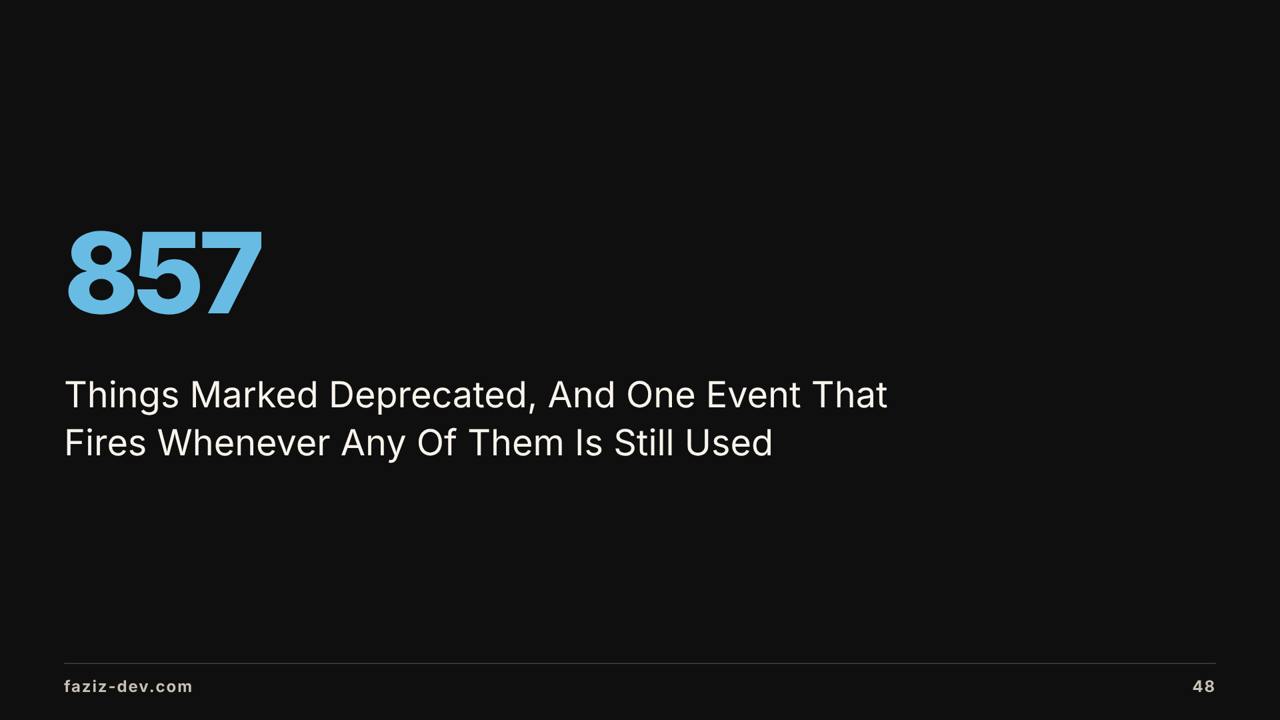 857
Things Marked Deprecated, And One Event That
Fires Whenever Any Of Them Is Still Used
faziz-dev.com
48